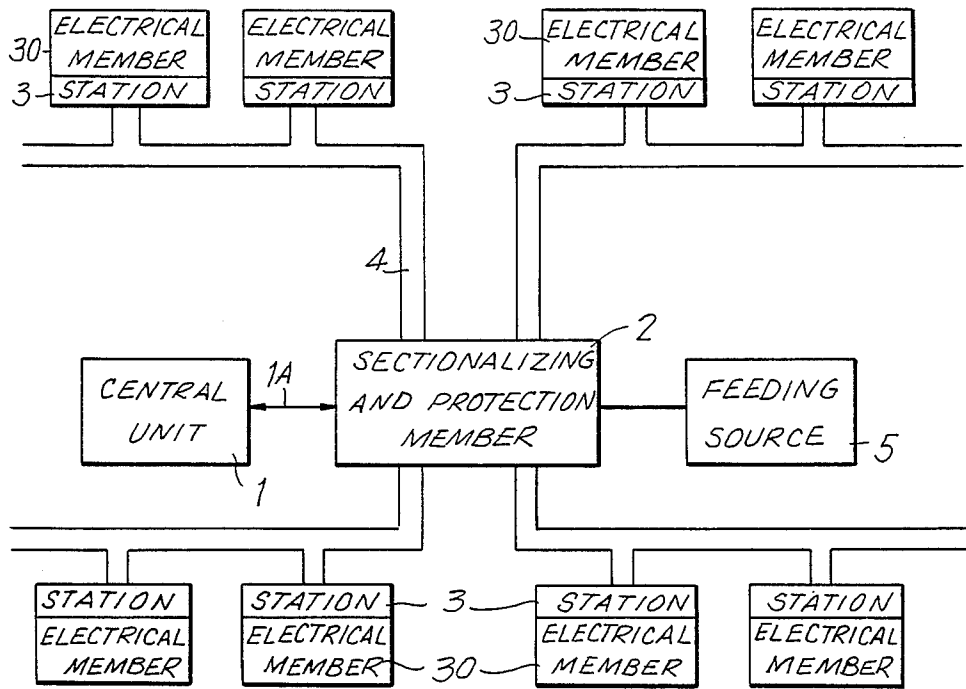 ELECTRICAL
MEMBER
30
3
STATION
ELECTRICAL
MEMBER
STATION
30
ELECTRICAL
MEMBER
3
STATION
ELECTRICAL
MEMBER
STATION
4
2
CENTRAL
UNIT
1
1A
SECTIONALIZING
AND PROTECTION
MEMBER
FEEDING
SOURCE
5
STATION
ELECTRICAL
MEMBER
STATION
ELECTRICAL
MEMBER
3
30
STATION
ELECTRICAL
MEMBER
STATION
ELECTRICAL
MEMBER